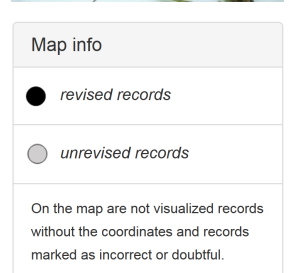 Map info
revised records
unrevised records
On the map are not visualized records
without the coordinates and records
marked as incorrect or doubtful.